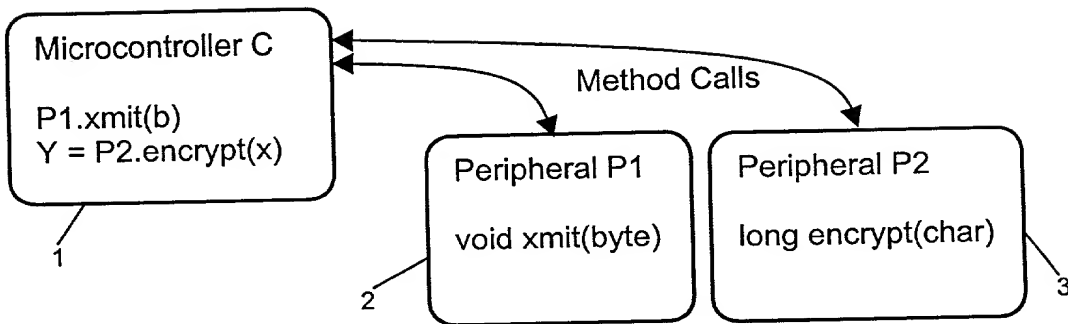 Microcontroller C
P1.xmit(b)
Y = P2.encrypt(x)
Method Calls
Peripheral P1
void xmit(byte)
Peripheral P2
long encrypt(char)
1
2
3